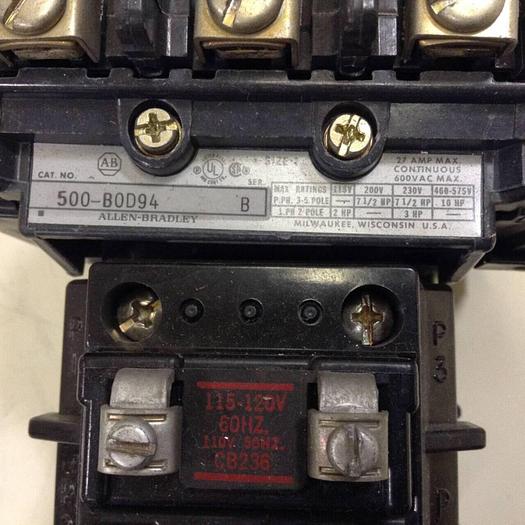 AB
UL
SIZE 1
27 AMP MAX.
CONTINUOUS
600VAC MAX.
CAT. NO.
SER.
500-B0D94 B
ALLEN-BRADLEY
MAX RATINGS 115V 200V 230V 460-575V
P.PH. 3-5.POLE — 7 1/2 HP 7 1/2 HP 10 HP
1.PH 2 POLE 2 HP — 3 HP —
MILWAUKEE, WISCONSIN U.S.A.
P
3
115-120V
60HZ.
110V 50HZ.
CB236